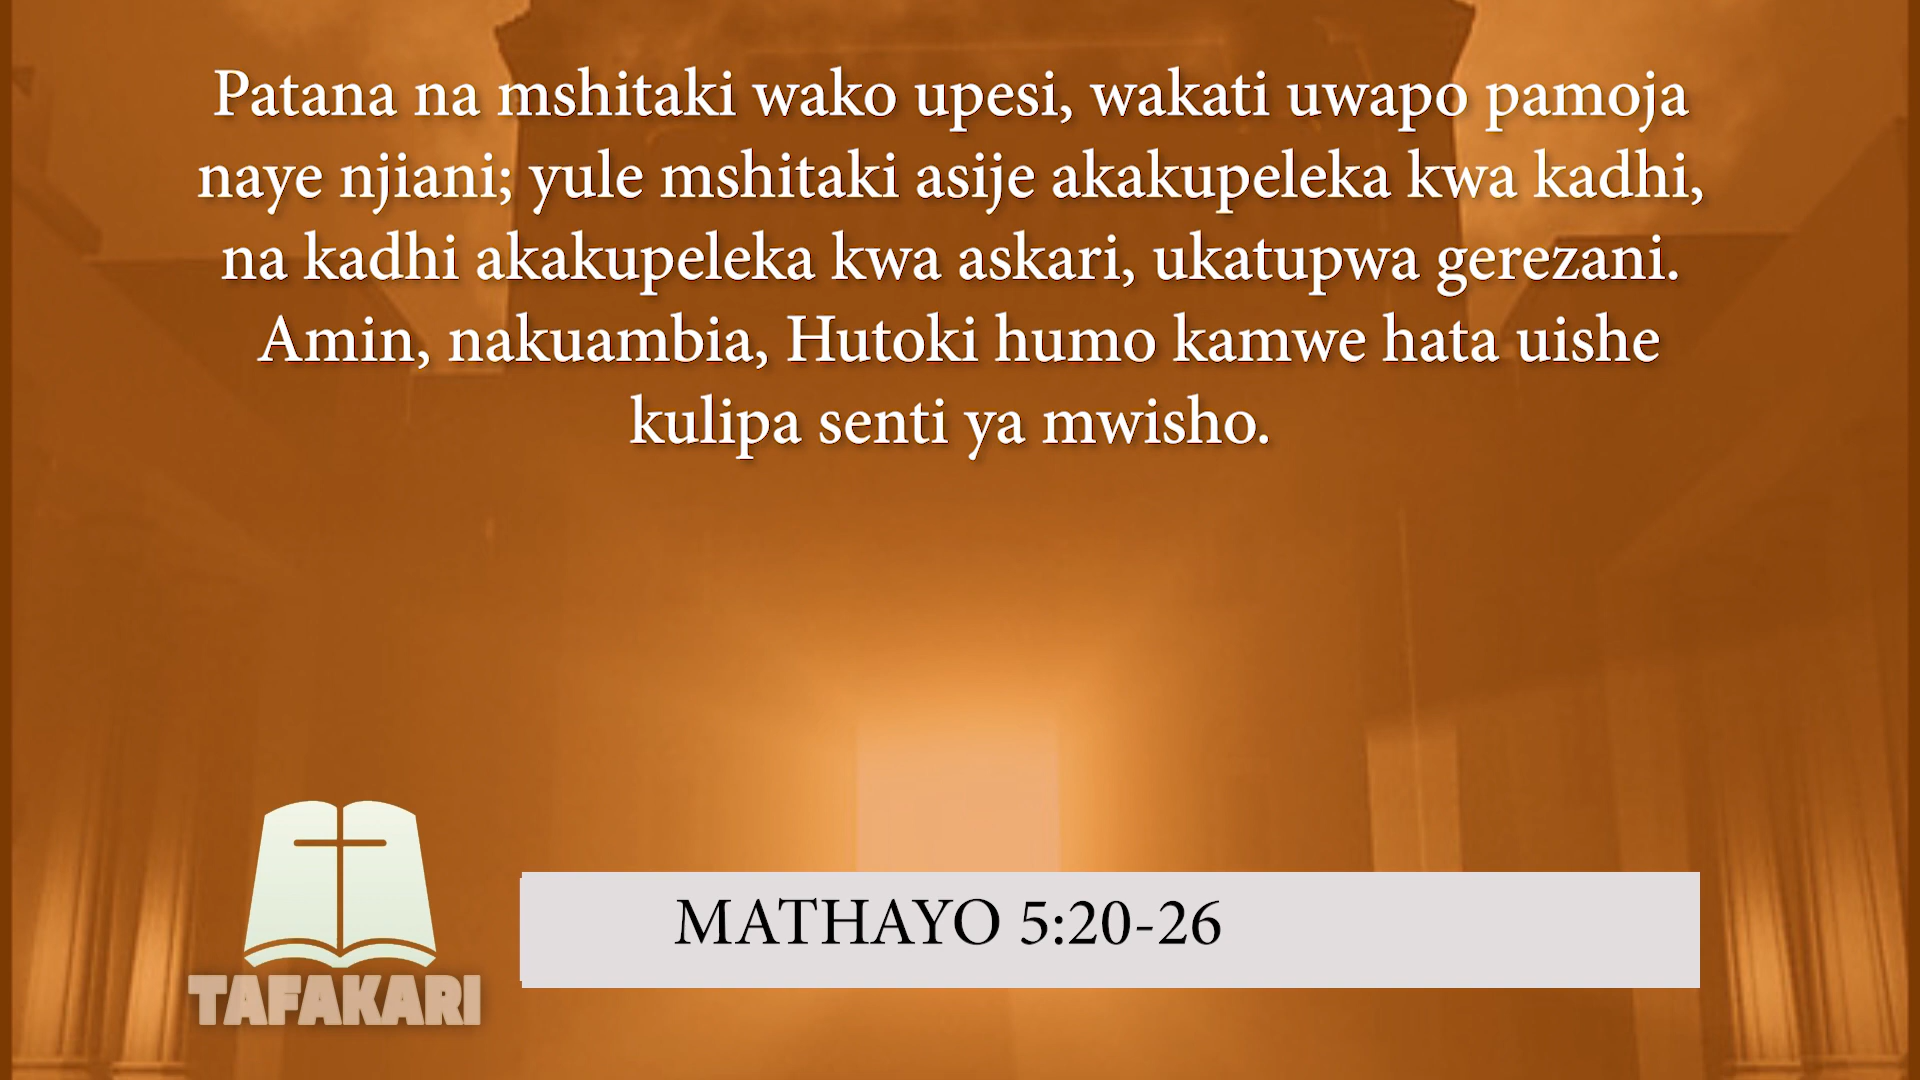 Patana na mshitaki wako upesi, wakati uwapo pamoja
naye njiani; yule mshitaki asije akakupeleka kwa kadhi,
na kadhi akakupeleka kwa askari, ukatupwa gerezani.
Amin, nakuambia, Hutoki humo kamwe hata uishe
kulipa senti ya mwisho.
MATHAYO 5:20-26
TAFAKARI